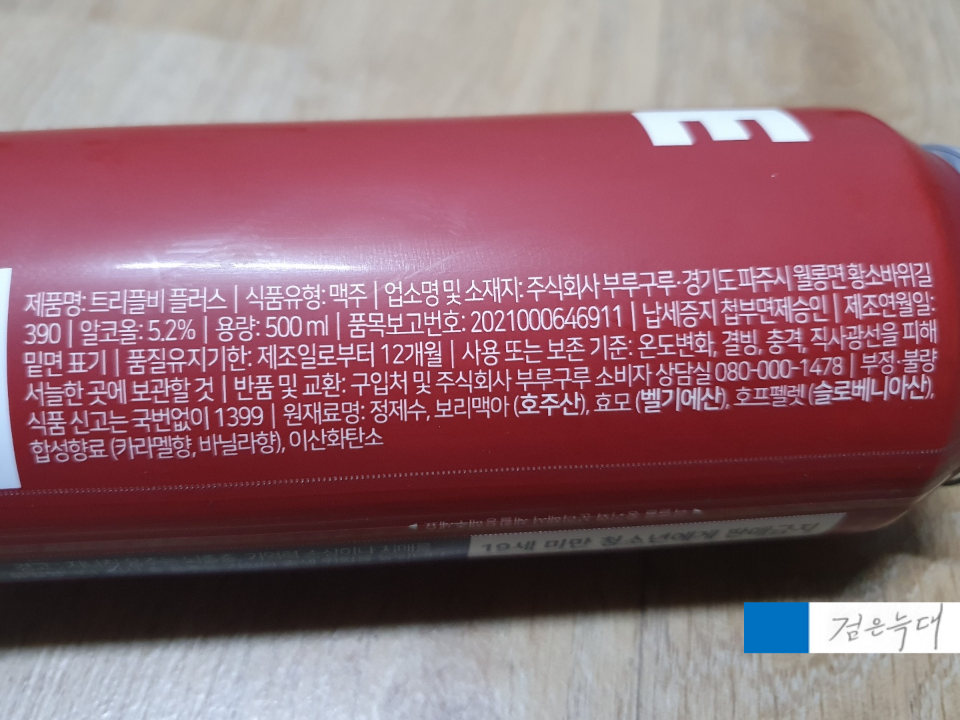 E
제품명: 트리플비 플러스 | 식품유형: 맥주 | 업소명 및 소재지: 주식회사 부루구루·경기도 파주시 월롱면 황소바위길
390 | 알코올: 5.2% | 용량: 500 ml | 품목보고번호: 2021000646911 | 납세증지 첩부면제승인 | 제조연월일:
밑면 표기 | 품질유지기한: 제조일로부터 12개월 | 사용 또는 보존 기준: 온도변화, 결빙, 충격, 직사광선을 피해
서늘한 곳에 보관할 것 | 반품 및 교환: 구입처 및 주식회사 부루구루 소비자 상담실 080-000-1478 | 부정·불량
식품 신고는 국번없이 1399 | 원재료명: 정제수, 보리맥아 (호주산), 효모 (벨기에산), 호프펠렛 (슬로베니아산),
합성향료 (카라멜향, 바닐라향), 이산화탄소
19세 미만 청소년에게
검은늑대